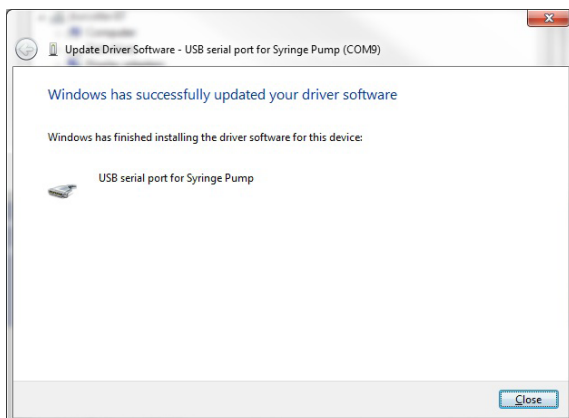 Update Driver Software - USB serial port for Syringe Pump (COM9)
Windows has successfully updated your driver software
Windows has finished installing the driver software for this device:
USB serial port for Syringe Pump
Close